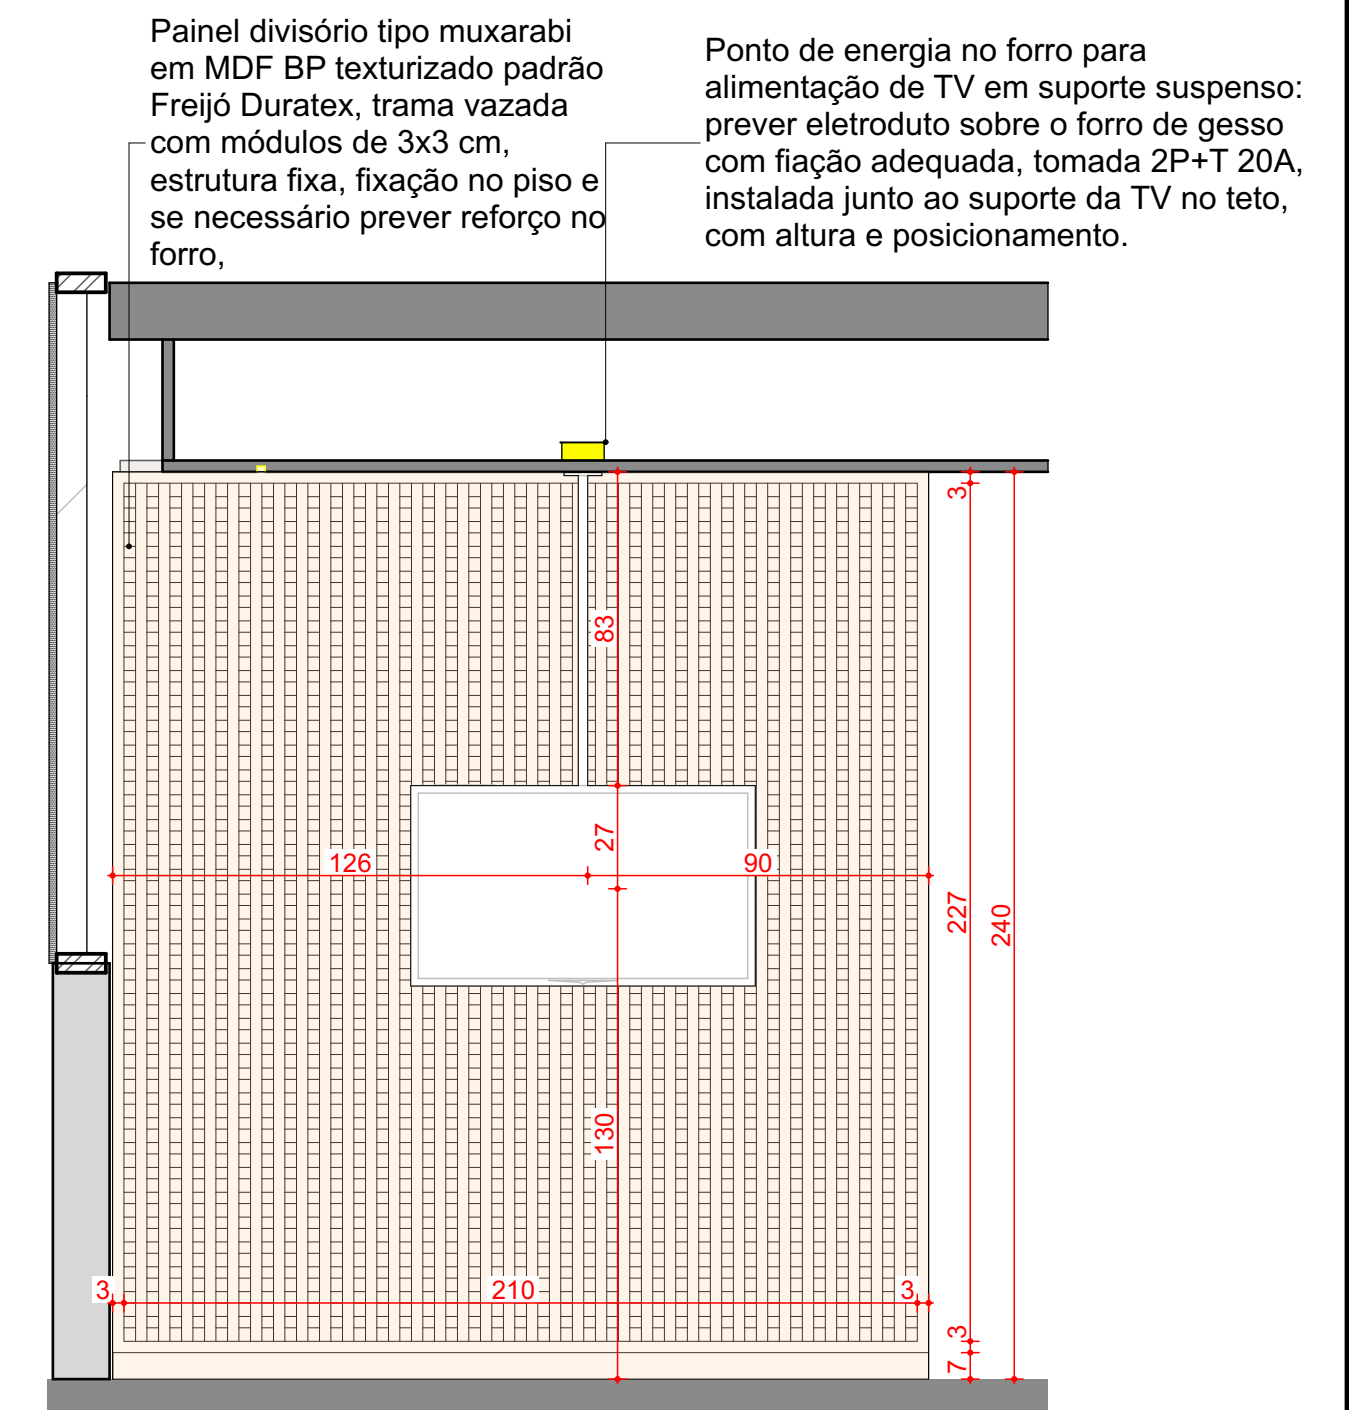 Painel divisório tipo muxarabi
em MDF BP texturizado padrão
Freijó Duratex, trama vazada
com módulos de 3x3 cm,
estrutura fixa, fixação no piso e
se necessário prever reforço no
forro,
Ponto de energia no forro para
alimentação de TV em suporte suspenso:
prever eletroduto sobre o forro de gesso
com fiação adequada, tomada 2P+T 20A,
instalada junto ao suporte da TV no teto,
com altura e posicionamento.
3
83
27
126
90
227
240
130
3
210
3
3
7